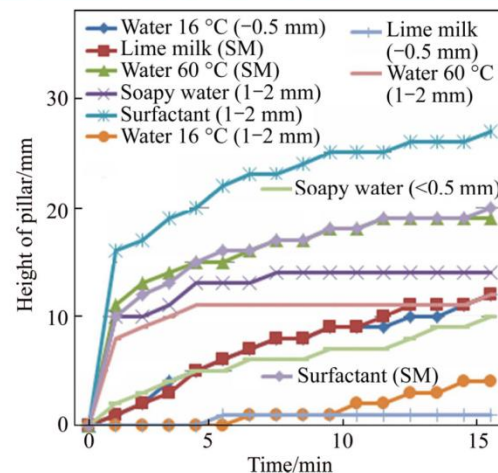 Water 16 °C (−0.5 mm)
Lime milk (SM)
Water 60 °C (SM)
Soapy water (1−2 mm)
Surfactant (1−2 mm)
Water 16 °C (1−2 mm)
Lime milk
(−0.5 mm)
Water 60 °C
(1−2 mm)
Soapy water (<0.5 mm)
Surfactant (SM)
Height of pillar/mm
30
20
10
0
0
5
10
15
Time/min